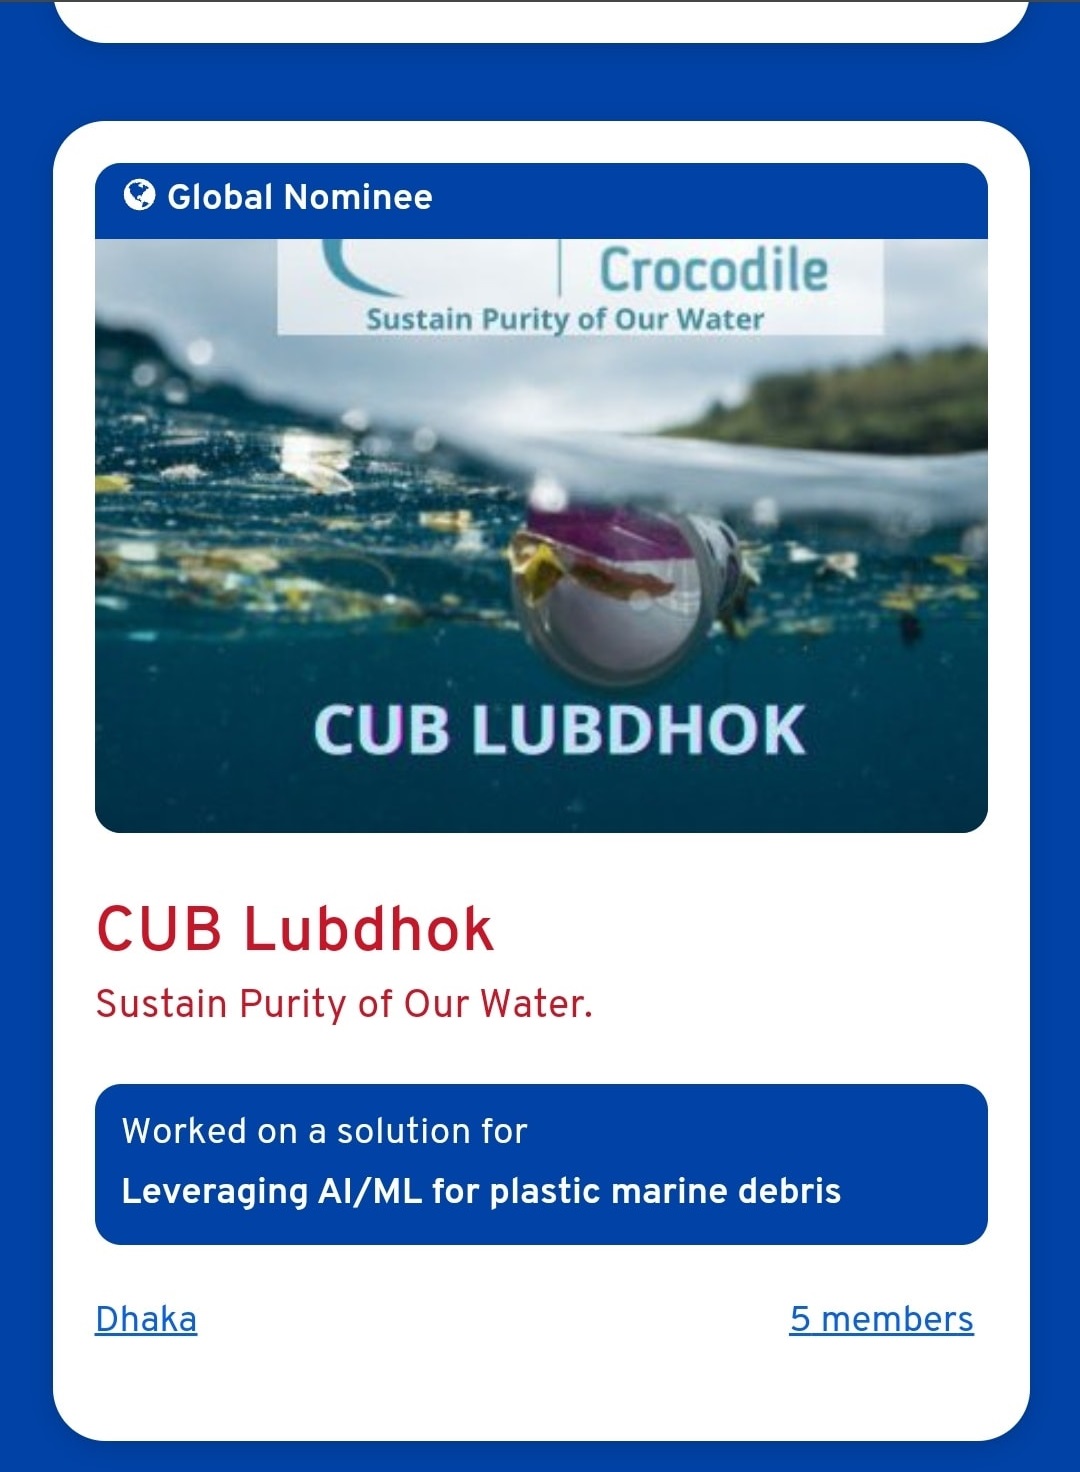 Global Nominee
Crocodile
Sustain Purity of Our Water
CUB LUBDHOK
CUB Lubdhok
Sustain Purity of Our Water.
Worked on a solution for
Leveraging AI/ML for plastic marine debris
Dhaka
5 members